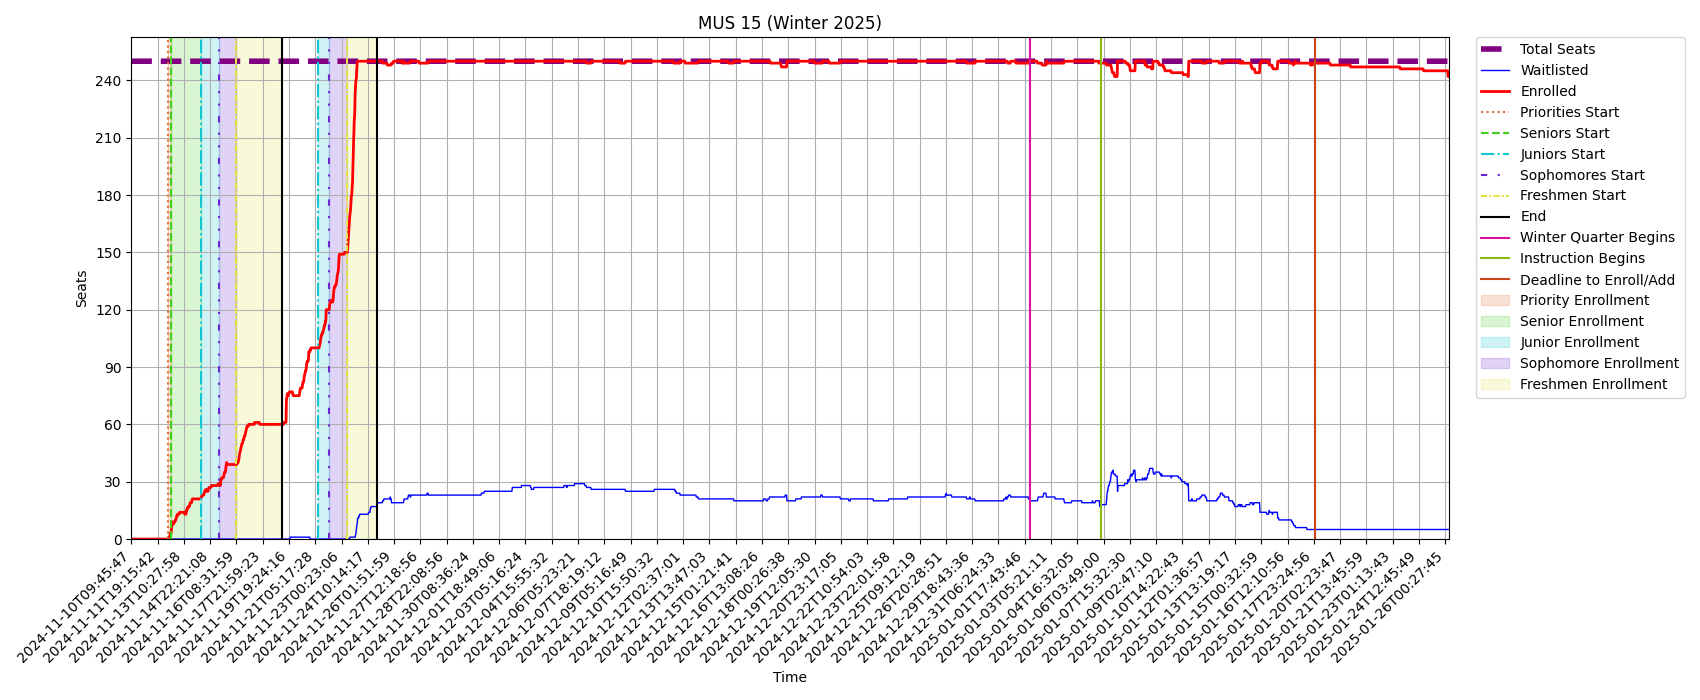 MUS 15 (Winter 2025)
Seats
240
210
180
150
120
90
60
30
0
2024-11-10T09:45:47
2024-11-11T19:15:42
2024-11-13T10:27:58
2024-11-14T22:21:08
2024-11-16T08:31:59
2024-11-17T21:59:23
2024-11-19T19:24:16
2024-11-21T05:17:28
2024-11-23T00:23:06
2024-11-24T10:14:17
2024-11-26T01:51:59
2024-11-27T12:18:56
2024-11-28T22:08:56
2024-11-30T08:36:24
2024-12-01T18:49:06
2024-12-03T05:16:24
2024-12-04T15:55:32
2024-12-06T05:23:21
2024-12-07T18:19:12
2024-12-09T05:16:49
2024-12-10T15:50:32
2024-12-12T02:37:01
2024-12-13T13:47:03
2024-12-15T01:21:41
2024-12-16T13:08:26
2024-12-18T00:26:38
2024-12-19T12:05:30
2024-12-20T23:17:05
2024-12-22T10:54:03
2024-12-23T22:01:58
2024-12-25T09:12:19
2024-12-26T20:28:51
2024-12-29T18:43:36
2024-12-31T06:24:33
2025-01-01T17:43:46
2025-01-03T05:21:11
2025-01-04T16:32:05
2025-01-06T03:49:00
2025-01-07T15:32:30
2025-01-09T02:47:10
2025-01-10T14:22:43
2025-01-12T01:36:57
2025-01-13T13:19:17
2025-01-15T00:32:59
2025-01-16T12:10:56
2025-01-17T23:24:56
2025-01-20T02:23:47
2025-01-21T13:45:59
2025-01-23T01:13:43
2025-01-24T12:45:49
2025-01-26T00:27:45
Time
Total Seats
Waitlisted
Enrolled
Priorities Start
Seniors Start
Juniors Start
Sophomores Start
Freshmen Start
End
Winter Quarter Begins
Instruction Begins
Deadline to Enroll/Add
Priority Enrollment
Senior Enrollment
Junior Enrollment
Sophomore Enrollment
Freshmen Enrollment